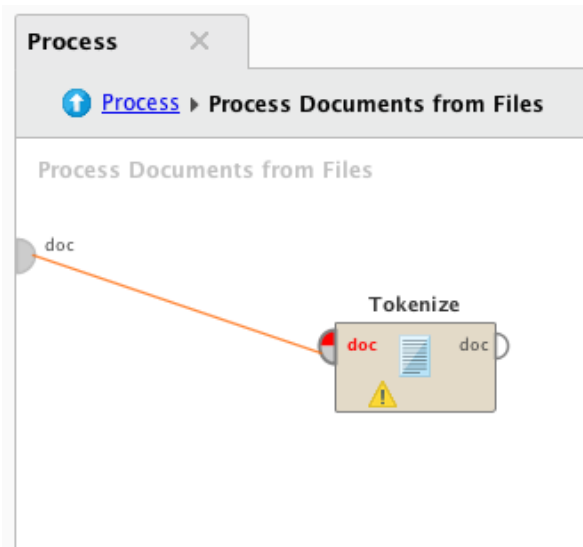 Process
Process Process Documents from Files
Process Documents from Files
doc
Tokenize
doc doc